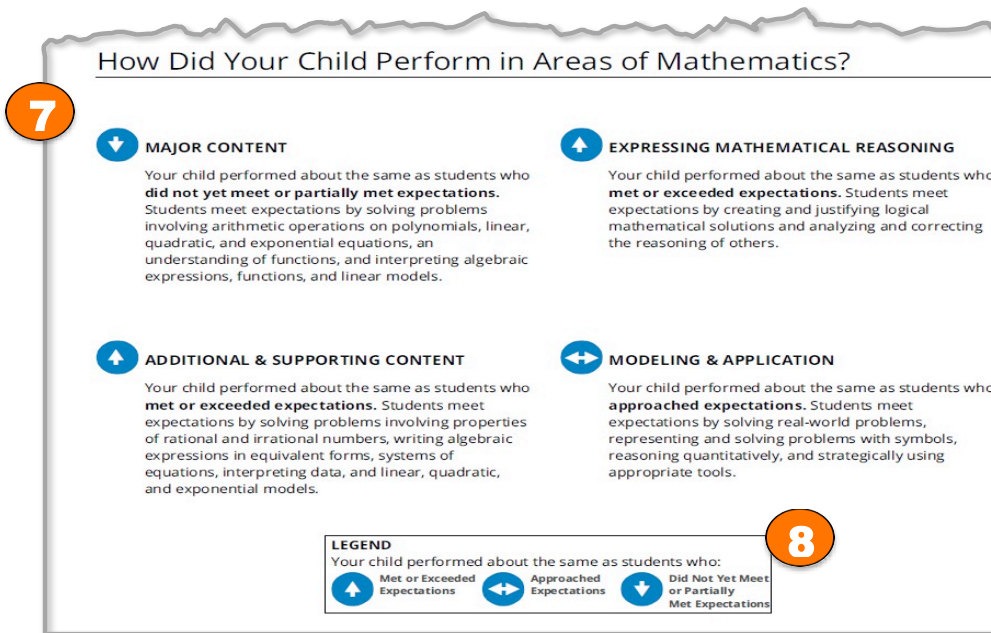 How Did Your Child Perform in Areas of Mathematics?
7
MAJOR CONTENT
Your child performed about the same as students who
did not yet meet or partially met expectations.
Students meet expectations by solving problems
involving arithmetic operations on polynomials, linear,
quadratic, and exponential equations, an
understanding of functions, and interpreting algebraic
expressions, functions, and linear models.
EXPRESSING MATHEMATICAL REASONING
Your child performed about the same as students who
met or exceeded expectations. Students meet
expectations by creating and justifying logical
mathematical solutions and analyzing and correcting
the reasoning of others.
ADDITIONAL & SUPPORTING CONTENT
Your child performed about the same as students who
met or exceeded expectations. Students meet
expectations by solving problems involving properties
of rational and irrational numbers, writing algebraic
expressions in equivalent forms, systems of
equations, interpreting data, and linear, quadratic,
and exponential models.
MODELING & APPLICATION
Your child performed about the same as students who
approached expectations. Students meet
expectations by solving real-world problems,
representing and solving problems with symbols,
reasoning quantitatively, and strategically using
appropriate tools.
8
LEGEND
Your child performed about the same as students who:
Met or Exceeded
Expectations
Approached
Expectations
Did Not Yet Meet
or Partially
Met Expectations